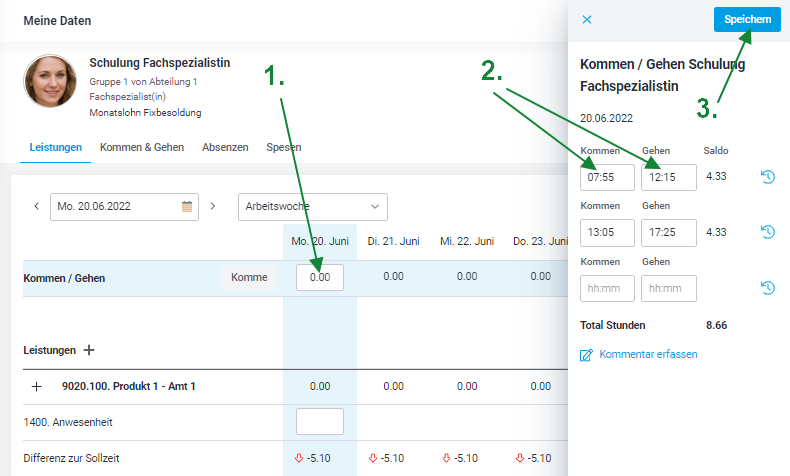 Meine Daten
Speichern
Schulung Fachspezialistin
Gruppe 1 von Abteilung 1
Fachspezialist(in)
Monatslohn Fixbesoldung
1.
2.
3.
Leistungen Kommen & Gehen Absenzen Spesen
Mo. 20.06.2022 Arbeitswoche
Mo. 20. Juni Di. 21. Juni Mi. 22. Juni Do. 23. Juni
Kommen / Gehen Komme 0.00 0.00 0.00 0.00
Leistungen
9020.100. Produkt 1 - Amt 1 0.00 0.00 0.00 0.00
1400. Anwesenheit
Differenz zur Sollzeit -5.10 -5.10 -5.10 -5.10
Kommen / Gehen Schulung
Fachspezialistin
20.06.2022
Kommen Gehen Saldo
07:55 12:15 4.33
Kommen Gehen
13:05 17:25 4.33
Kommen Gehen
hh:mm hh:mm
Total Stunden 8.66
Kommentar erfassen